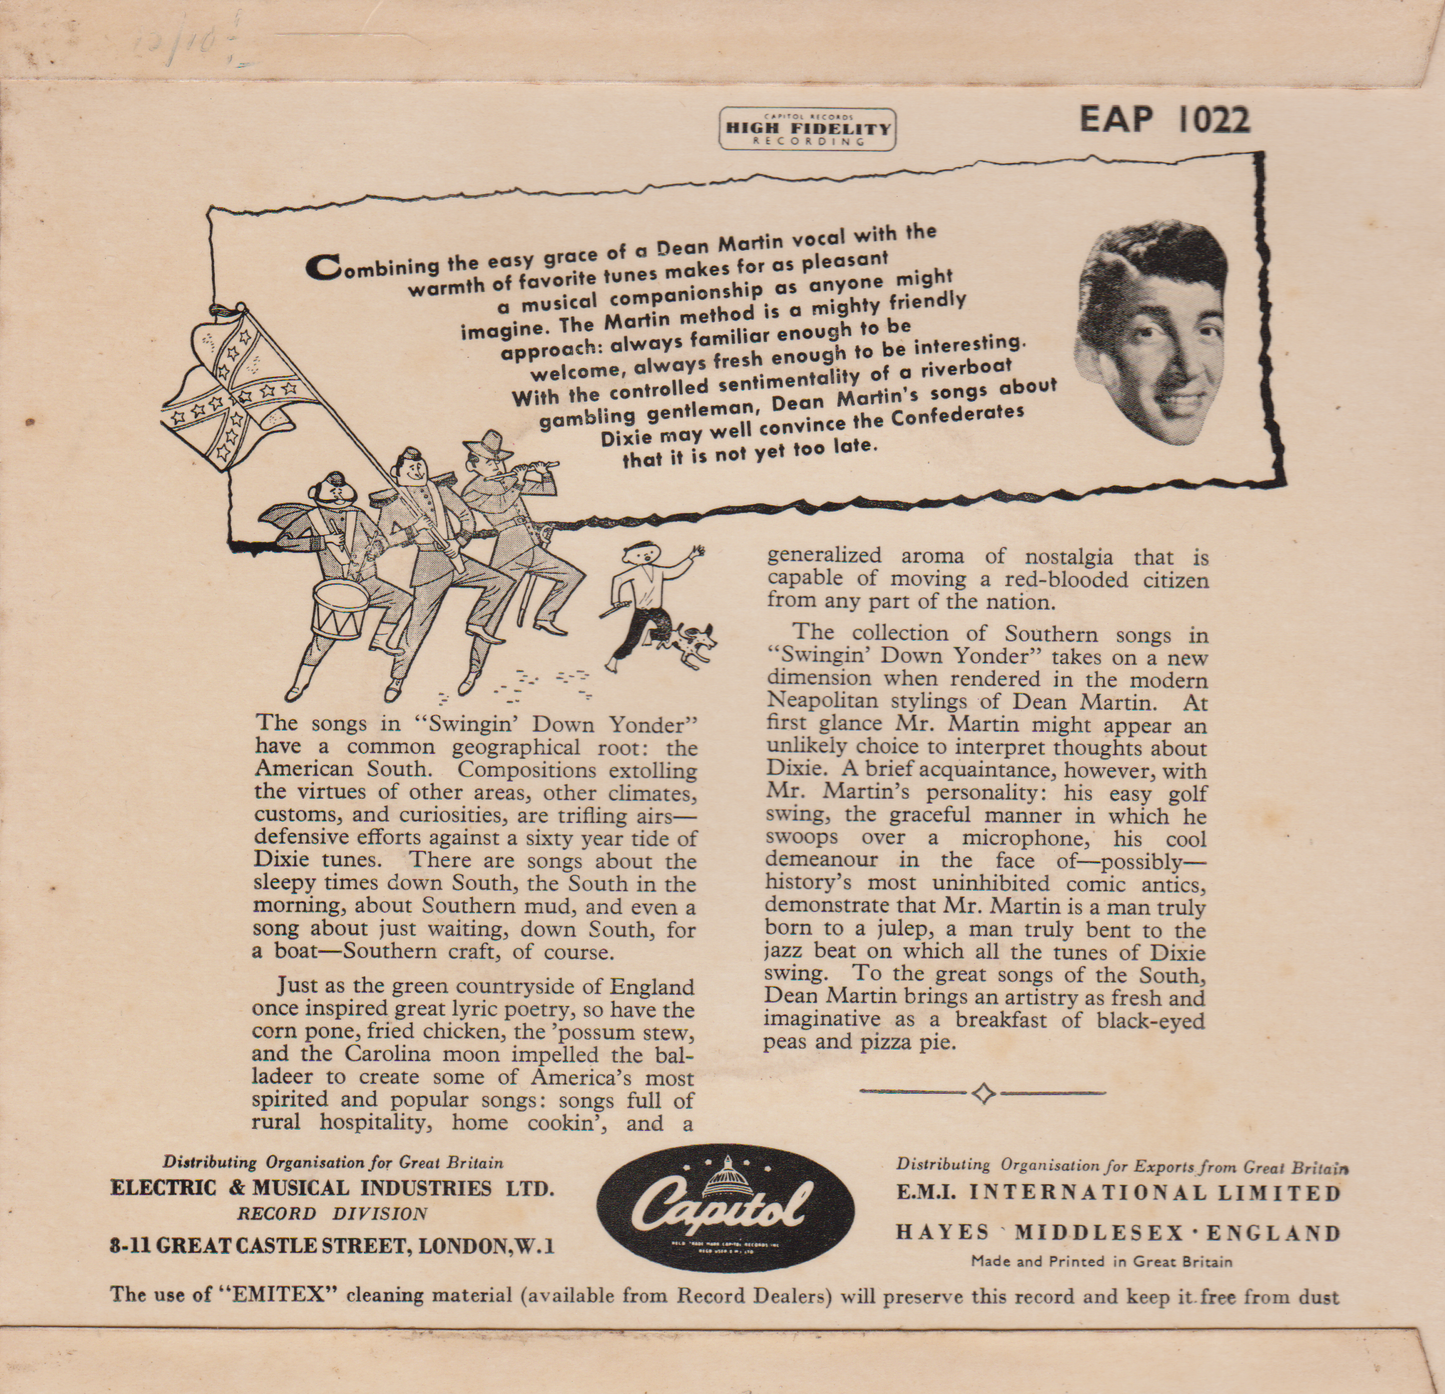 CAPITOL RECORDS
HIGH FIDELITY
RECORDING
EAP 1022
Combining the easy grace of a Dean Martin vocal with the
warmth of favorite tunes makes for as pleasant
a musical companionship as anyone might
imagine. The Martin method is a mighty friendly
approach: always familiar enough to be
welcome, always fresh enough to be interesting.
With the controlled sentimentality of a riverboat
gambling gentleman, Dean Martin's songs about
Dixie may well convince the Confederates
that it is not yet too late.
The songs in “Swingin’ Down Yonder”
have a common geographical root: the
American South. Compositions extolling
the virtues of other areas, other climates,
customs, and curiosities, are trifling airs—
defensive efforts against a sixty year tide of
Dixie tunes. There are songs about the
sleepy times down South, the South in the
morning, about Southern mud, and even a
song about just waiting, down South, for
a boat—Southern craft, of course.
Just as the green countryside of England
once inspired great lyric poetry, so have the
corn pone, fried chicken, the ’possum stew,
and the Carolina moon impelled the bal-
ladeer to create some of America’s most
spirited and popular songs: songs full of
rural hospitality, home cookin’, and a
generalized aroma of nostalgia that is
capable of moving a red-blooded citizen
from any part of the nation.
The collection of Southern songs in
“Swingin’ Down Yonder” takes on a new
dimension when rendered in the modern
Neapolitan stylings of Dean Martin. At
first glance Mr. Martin might appear an
unlikely choice to interpret thoughts about
Dixie. A brief acquaintance, however, with
Mr. Martin’s personality: his easy golf
swing, the graceful manner in which he
swoops over a microphone, his cool
demeanour in the face of—possibly—
history’s most uninhibited comic antics,
demonstrate that Mr. Martin is a man truly
born to a julep, a man truly bent to the
jazz beat on which all the tunes of Dixie
swing. To the great songs of the South,
Dean Martin brings an artistry as fresh and
imaginative as a breakfast of black-eyed
peas and pizza pie.
Distributing Organisation for Great Britain
ELECTRIC & MUSICAL INDUSTRIES LTD.
RECORD DIVISION
8-11 GREAT CASTLE STREET, LONDON, W.1
Capitol
Distributing Organisation for Exports from Great Britain
E.M.I. INTERNATIONAL LIMITED
HAYES · MIDDLESEX · ENGLAND
Made and Printed in Great Britain
The use of “EMITEX” cleaning material (available from Record Dealers) will preserve this record and keep it free from dust